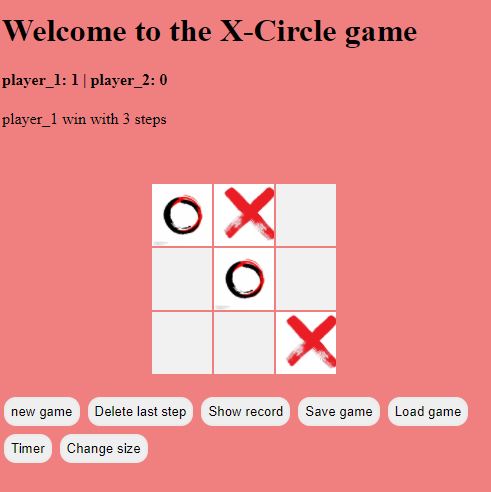 Welcome to the X-Circle game
player_1: 1 | player_2: 0
player_1 win with 3 steps
new game
Delete last step
Show record
Save game
Load game
Timer
Change size